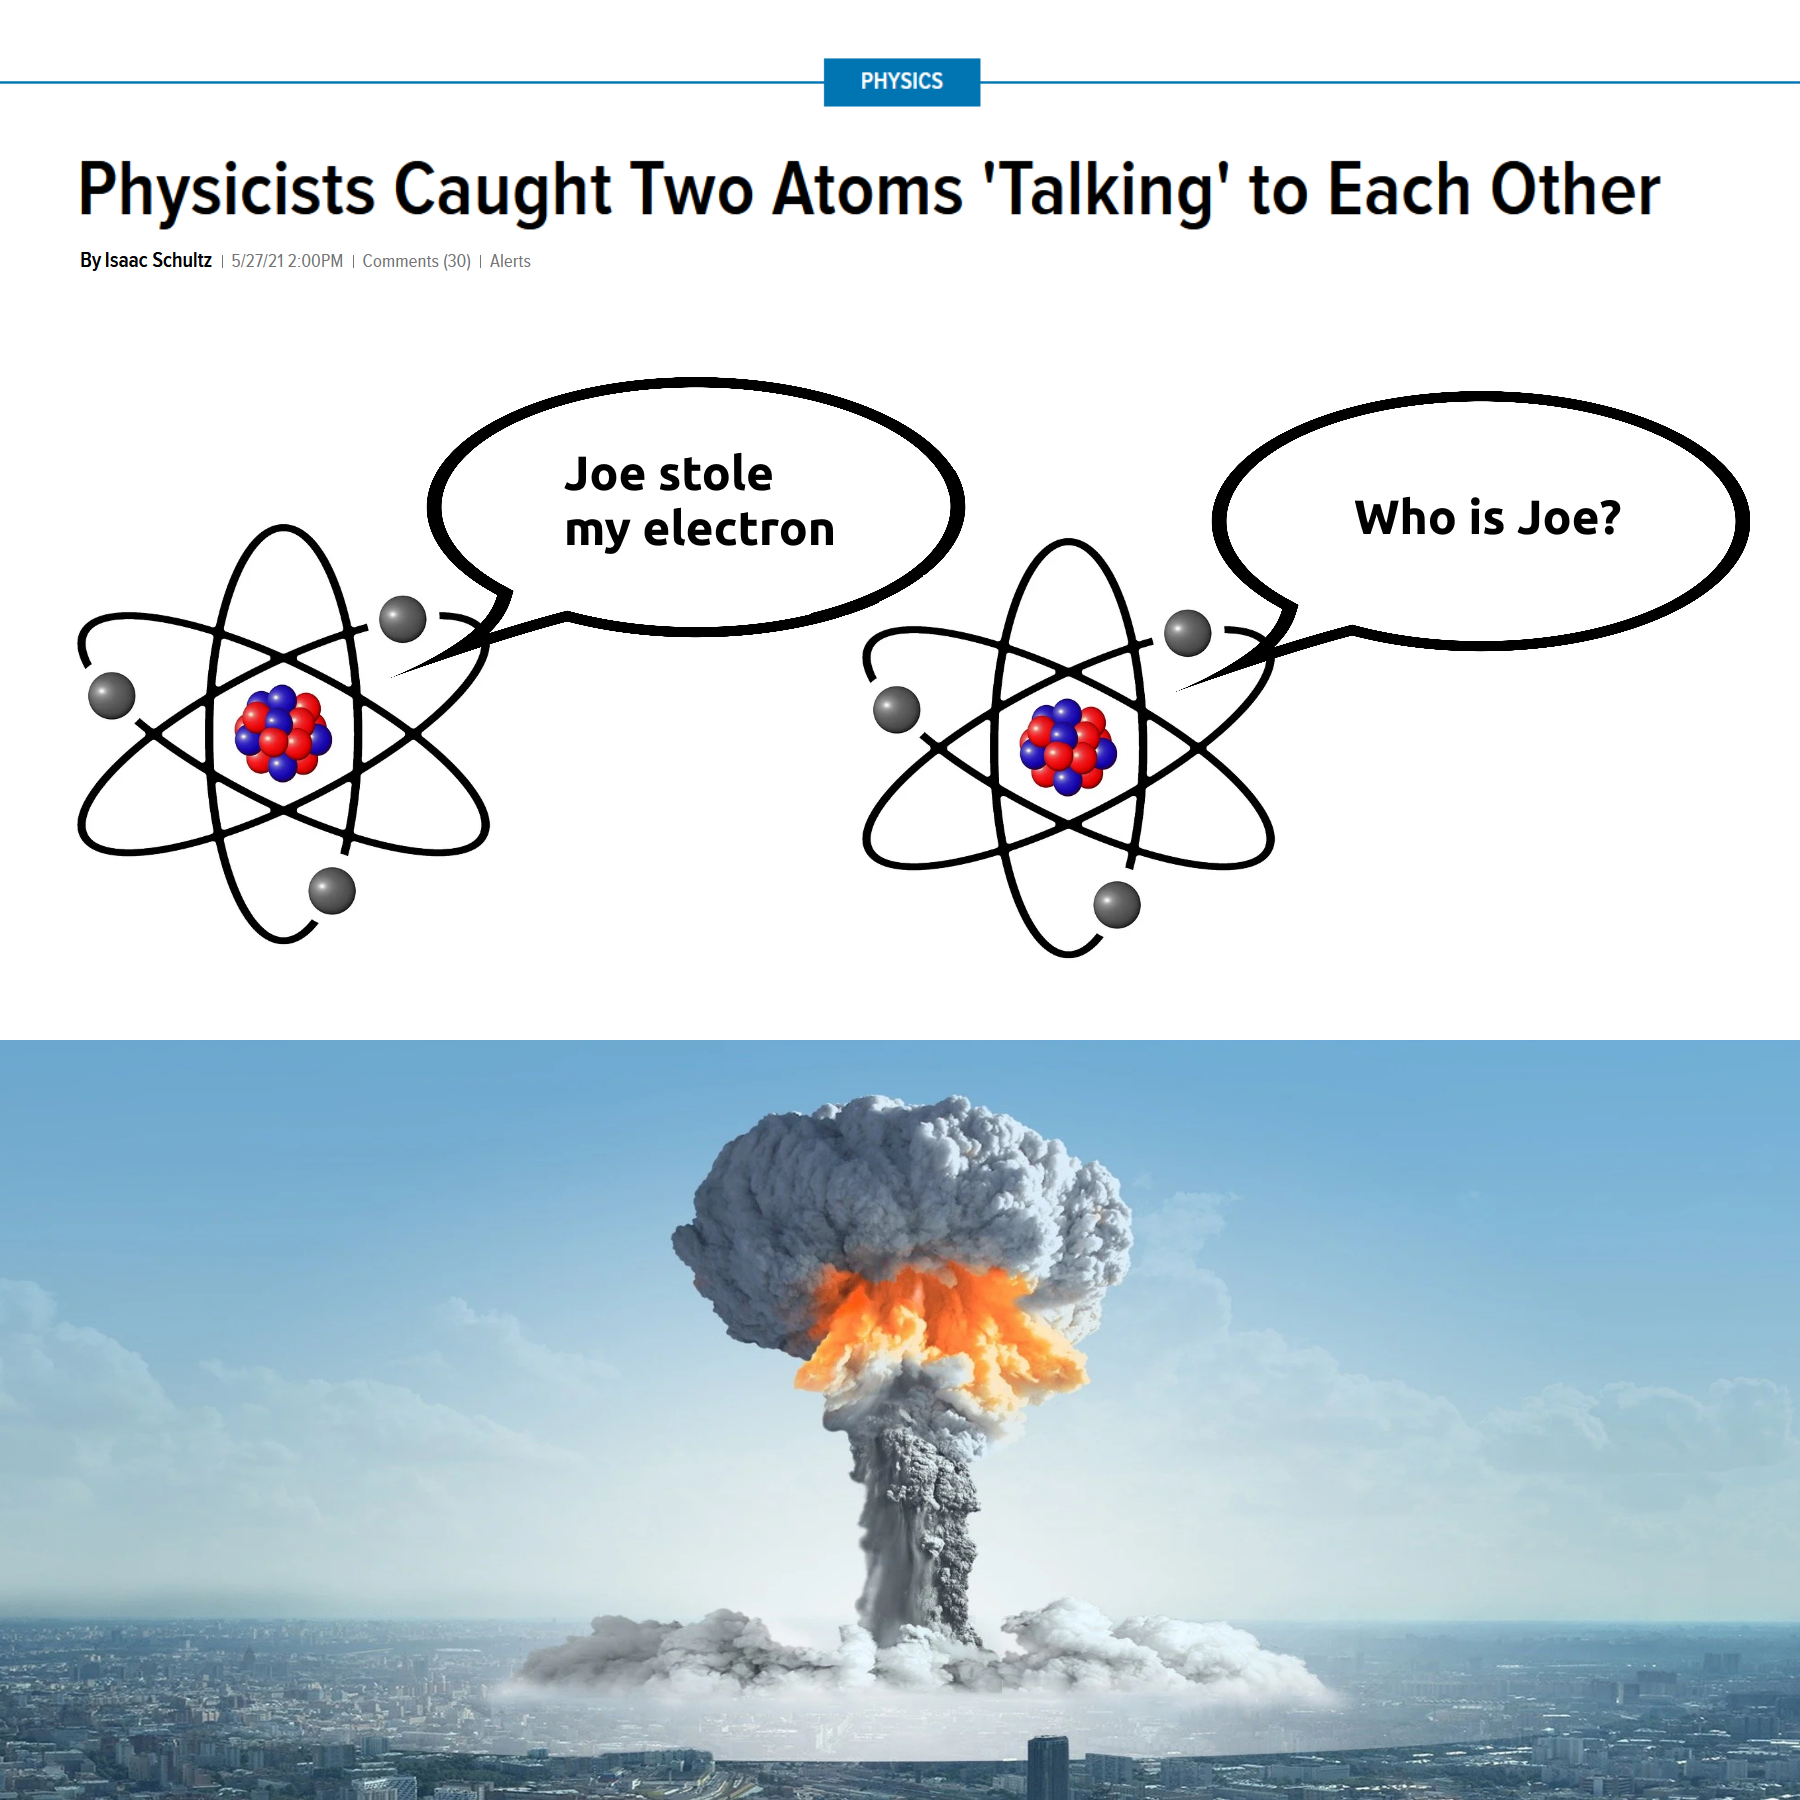 PHYSICS
Physicists Caught Two Atoms 'Talking' to Each Other
By Isaac Schultz | 5/27/21 2:00PM | Comments (30) | Alerts
Joe stole
my electron
Who is Joe?